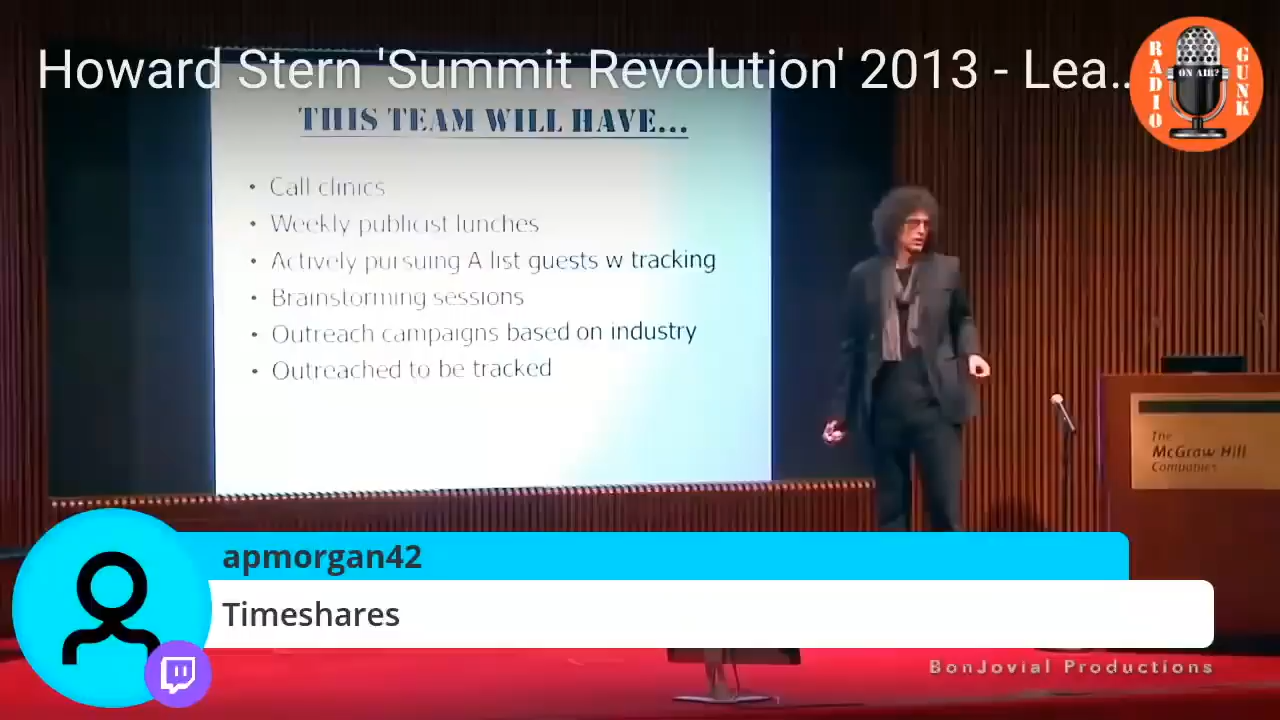 Howard Stern 'Summit Revolution' 2013 - Lea...
RADIO
ON AIR?
GUNK
THIS TEAM WILL HAVE...
• Call clinics
• Weekly publicist lunches
• Actively pursuing A list guests w tracking
• Brainstorming sessions
• Outreach campaigns based on industry
• Outreached to be tracked
The
McGraw Hill
Companies
apmorgan42
Timeshares
BonJovial Productions